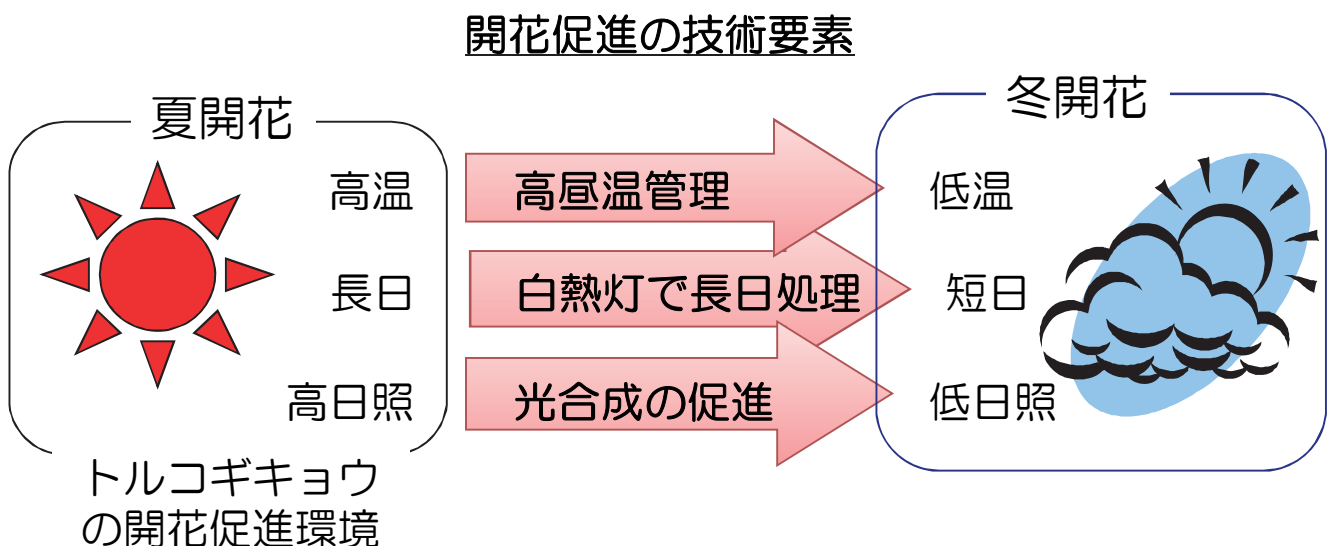 開花促進の技術要素
夏開花
高温
長日
高日照
トルコギキョウ
の開花促進環境
高昼温管理
白熱灯で長日処理
光合成の促進
冬開花
低温
短日
低日照